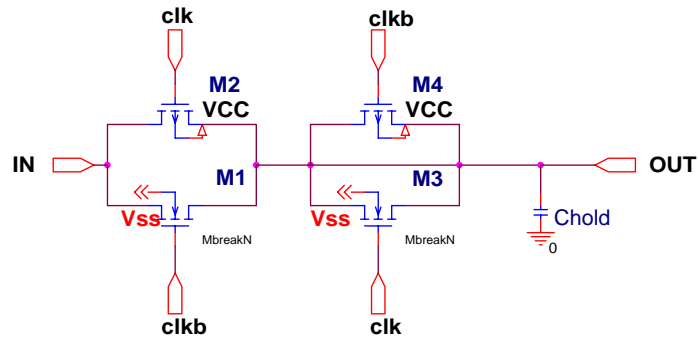 clk
clkb
M2
M4
VCC
VCC
IN
M1
M3
OUT
Vss
Vss
Chold
MbreakN
MbreakN
0
clkb
clk